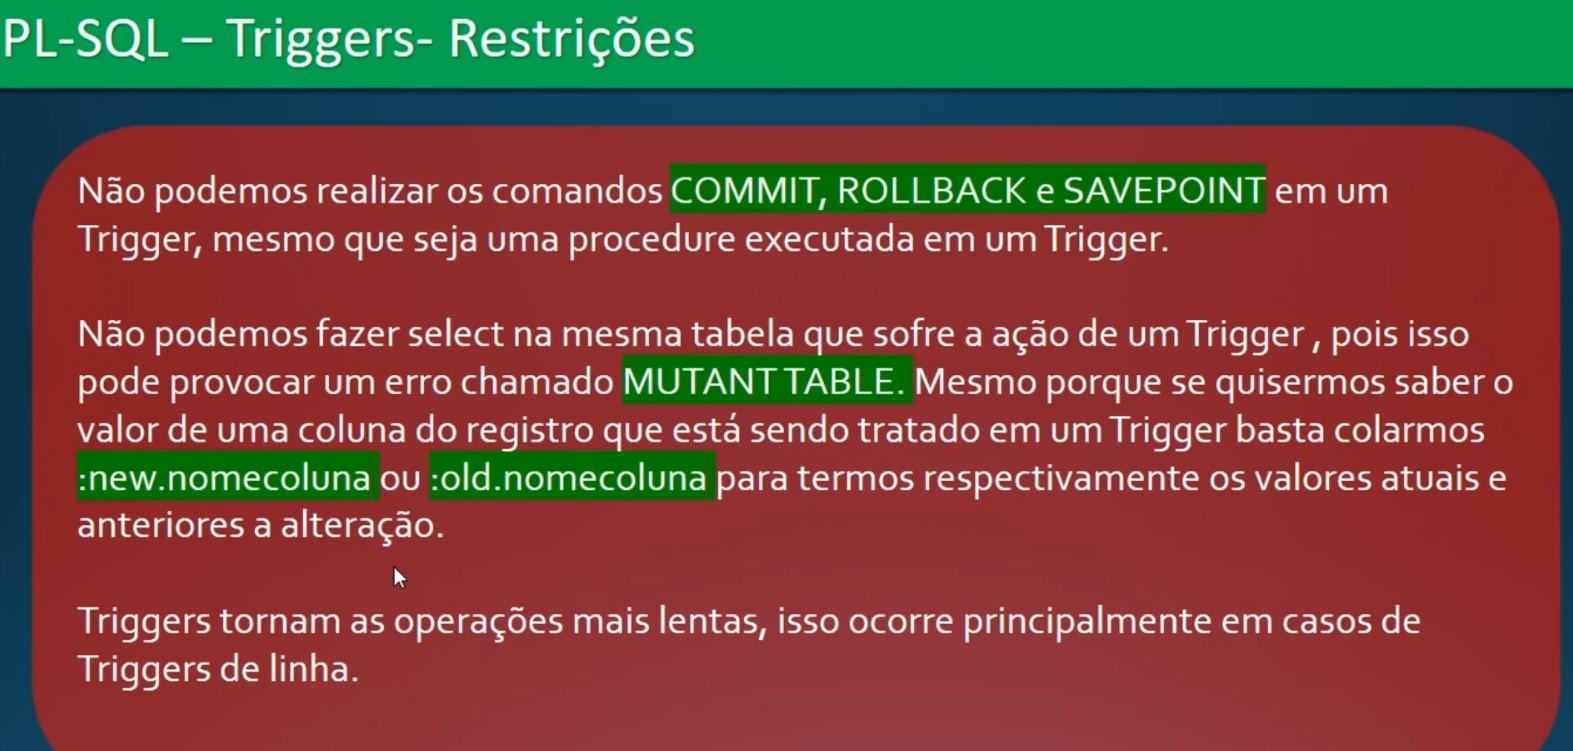 PL-SQL – Triggers- Restrições
Não podemos realizar os comandos COMMIT, ROLLBACK e SAVEPOINT em um
Trigger, mesmo que seja uma procedure executada em um Trigger.
Não podemos fazer select na mesma tabela que sofre a ação de um Trigger , pois isso
pode provocar um erro chamado MUTANT TABLE. Mesmo porque se quisermos saber o
valor de uma coluna do registro que está sendo tratado em um Trigger basta colarmos
:new.nomecoluna ou :old.nomecoluna para termos respectivamente os valores atuais e
anteriores a alteração.
Triggers tornam as operações mais lentas, isso ocorre principalmente em casos de
Triggers de linha.